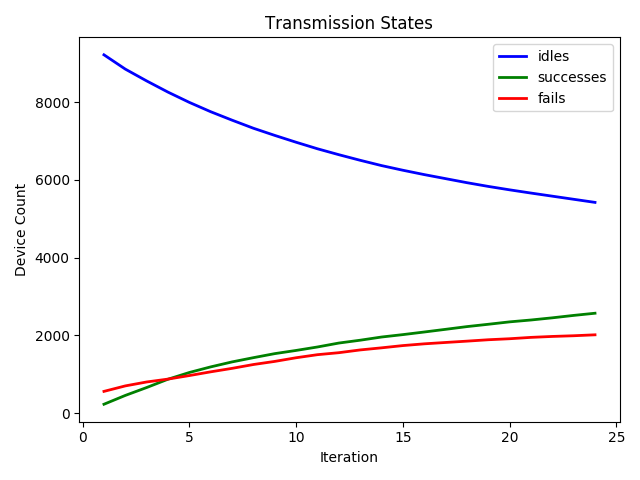 Transmission States
idles
successes
fails
Device Count
8000
6000
4000
2000
0
0 5 10 15 20 25
Iteration